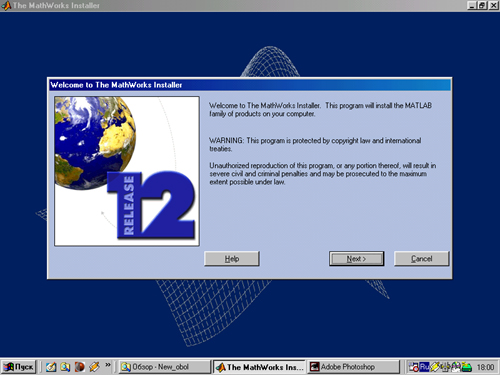 The MathWorks Installer
Welcome to The MathWorks Installer
Welcome to The MathWorks Installer. This program will install the MATLAB
family of products on your computer.
WARNING: This program is protected by copyright law and international
treaties.
Unauthorized reproduction of this program, or any portion thereof, will result in
severe civil and criminal penalties and may be prosecuted to the maximum
extent possible under law.
RELEASE
12
Help
Next >
Cancel
Пуск
»
Обзор - New_obol
The MathWorks Ins...
Adobe Photoshop
Ru
18:00